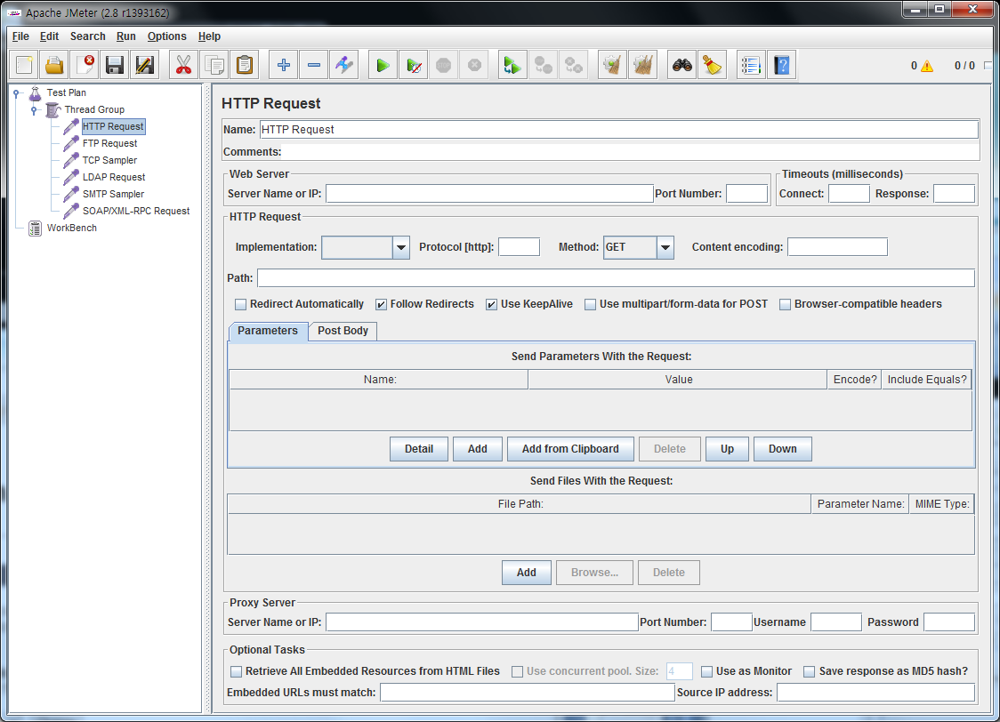 Apache JMeter (2.8 r1393162)
File Edit Search Run Options Help
0 0 / 0
Test Plan
Thread Group
HTTP Request
FTP Request
TCP Sampler
LDAP Request
SMTP Sampler
SOAP/XML-RPC Request
WorkBench
HTTP Request
Name: HTTP Request
Comments:
Web Server Timeouts (milliseconds)
Server Name or IP: Port Number: Connect: Response:
HTTP Request
Implementation: Protocol [http]: Method: GET Content encoding:
Path:
Redirect Automatically Follow Redirects Use KeepAlive Use multipart/form-data for POST Browser-compatible headers
Parameters Post Body
Send Parameters With the Request:
Name: Value Encode? Include Equals?
Detail Add Add from Clipboard Delete Up Down
Send Files With the Request:
File Path: Parameter Name: MIME Type:
Add Browse... Delete
Proxy Server
Server Name or IP: Port Number: Username Password
Optional Tasks
Retrieve All Embedded Resources from HTML Files Use concurrent pool. Size: 4 Use as Monitor Save response as MD5 hash?
Embedded URLs must match: Source IP address: